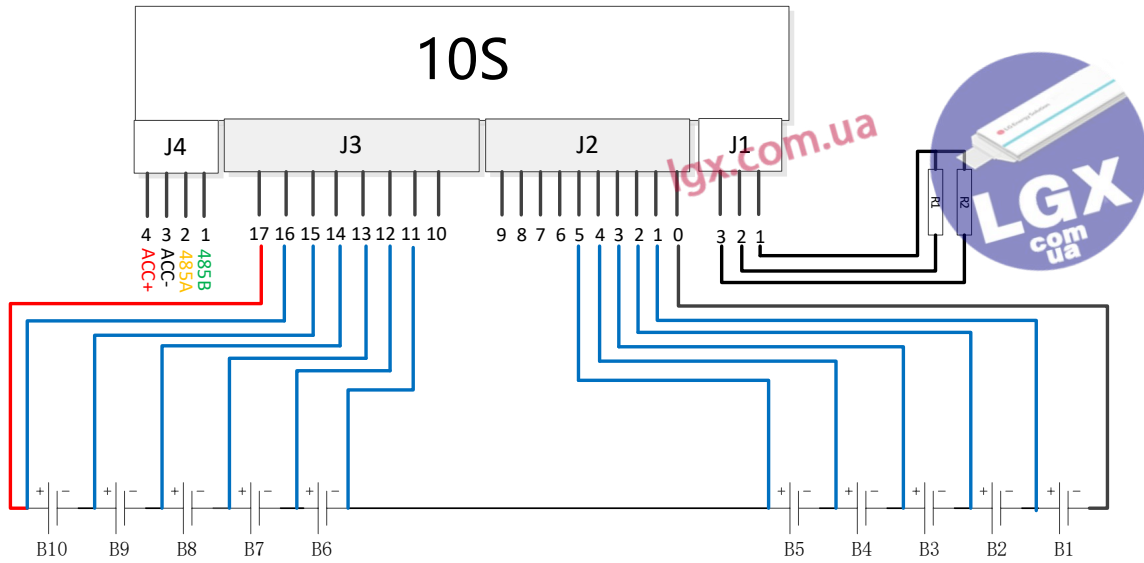 10S
J4 J3 J2 J1
lgx.com.ua
LGX
com
ua
R1 R2
4 3 2 1 17 16 15 14 13 12 11 10 9 8 7 6 5 4 3 2 1 0 3 2 1
ACC+ ACC- 485A 485B
+ − + − + − + − + − + − + − + − + − + −
B10 B9 B8 B7 B6 B5 B4 B3 B2 B1